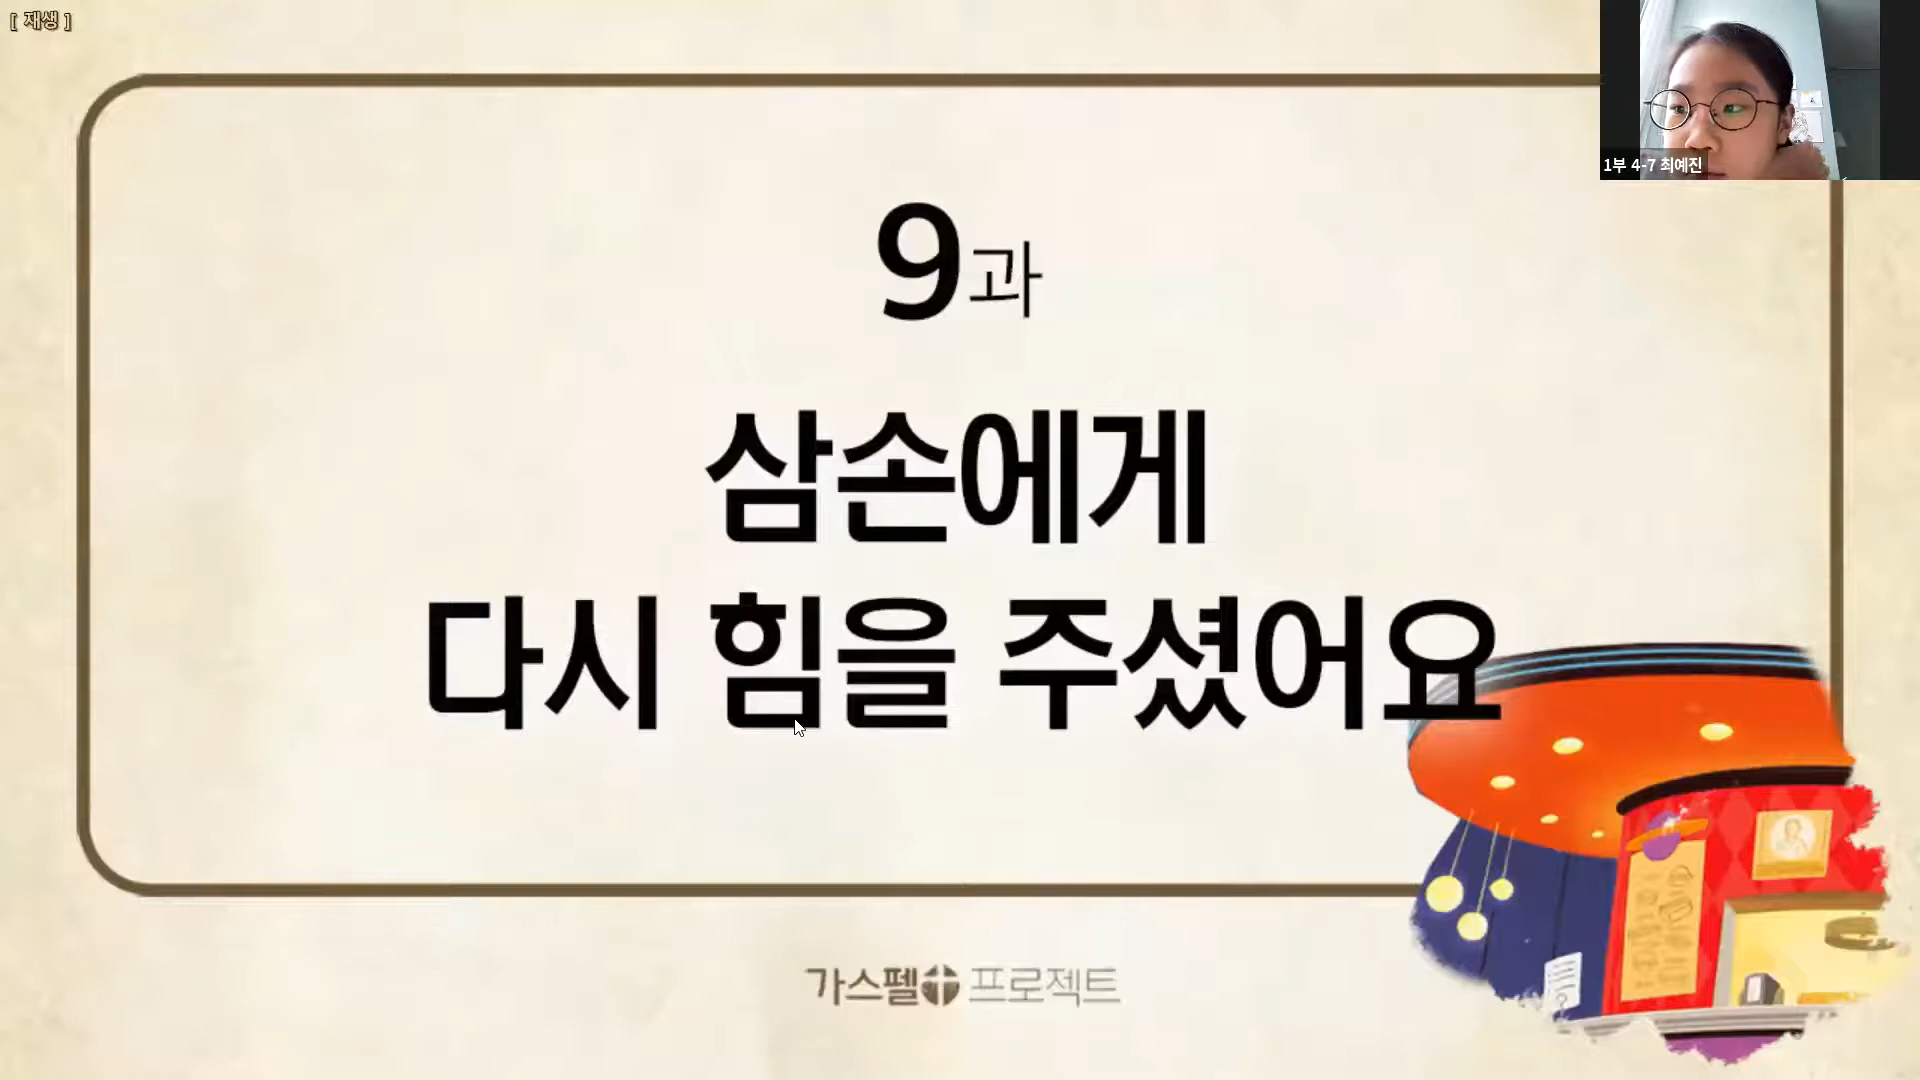 [ 재생 ]
1부 4-7 최예진
9과
삼손에게
다시 힘을 주셨어요
가스펠 프로젝트